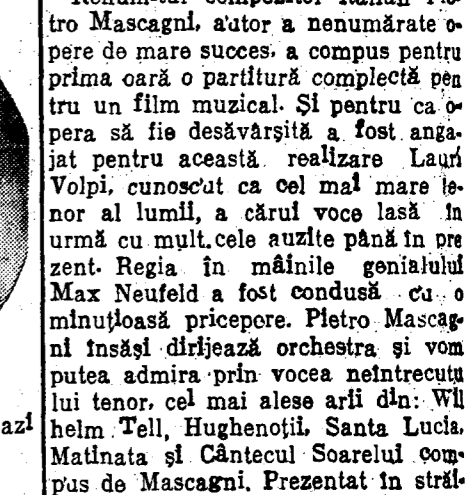 Renumitul compozitor italian Pie-
tro Mascagni, autor a nenumărate o-
pere de mare succes, a compus pentru
prima oară o partitură complectă pen
tru un film muzical. Și pentru ca o-
pera să fie desăvârșită a fost anga-
jat pentru această realizare Lauri
Volpi, cunoscut ca cel mai mare te-
nor al lumii, a cărui voce lasă în
urmă cu mult cele auzite până în pre
zent. Regia în mâinile genialului
Max Neufeld a fost condusă cu o
minuțioasă pricepere. Pietro Mascag-
ni însăși dirijează orchestra și vom
putea admira prin vocea neîntrecutu
lui tenor, cel mai alese arii din: Wil
azi
helm Tell, Hughenoții, Santa Lucia,
Matinata și Cântecul Soarelui com-
pus de Mascagni. Prezentat în străl-